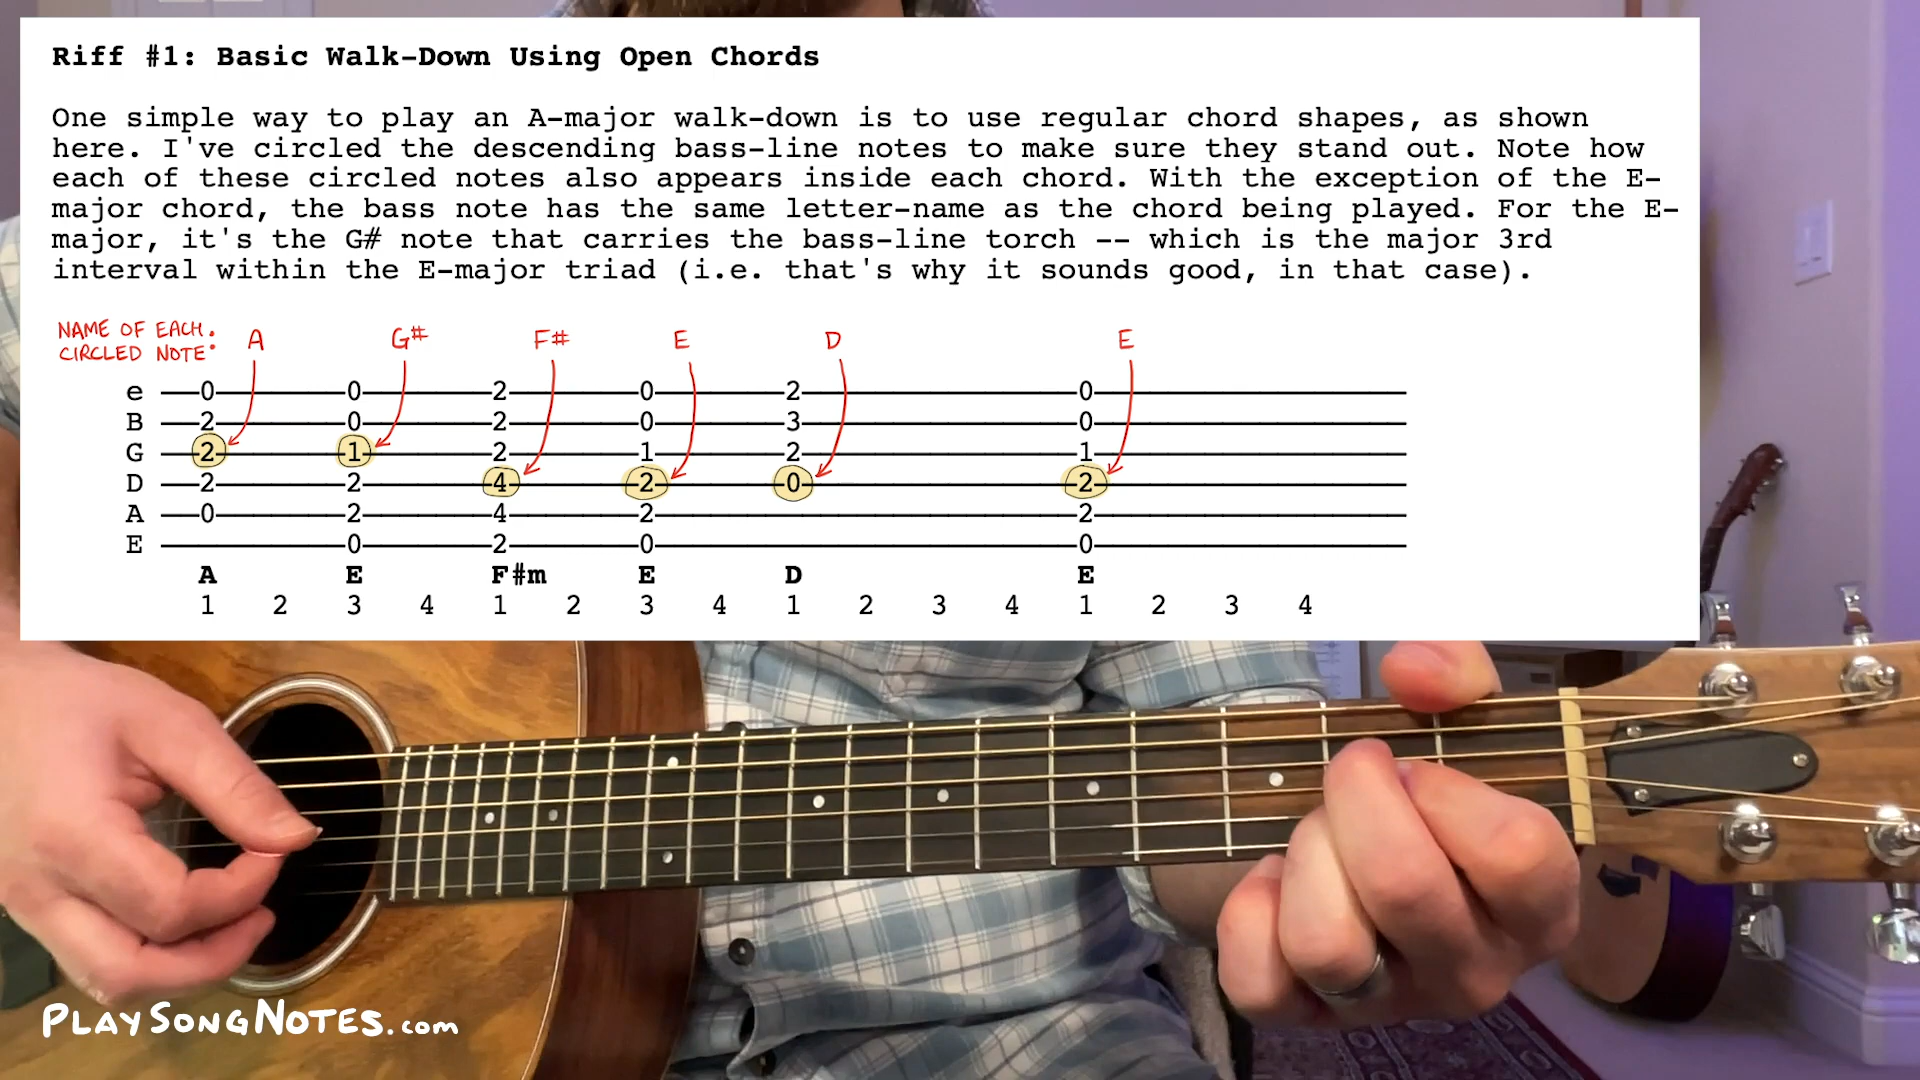 Riff #1: Basic Walk-Down Using Open Chords
One simple way to play an A-major walk-down is to use regular chord shapes, as shown
here. I've circled the descending bass-line notes to make sure they stand out. Note how
each of these circled notes also appears inside each chord. With the exception of the E-
major chord, the bass note has the same letter-name as the chord being played. For the E-
major, it's the G# note that carries the bass-line torch -- which is the major 3rd
interval within the E-major triad (i.e. that's why it sounds good, in that case).
NAME OF EACH
CIRCLED NOTE: A G# F# E D E
e 0 0 2 0 2 0
B 2 0 2 0 3 0
G 2 1 2 1 2 1
D 2 2 4 2 0 2
A 0 2 4 2 2
E 0 2 0 0
A E F#m E D E
1 2 3 4 1 2 3 4 1 2 3 4 1 2 3 4
PLAYSONGNOTES.com